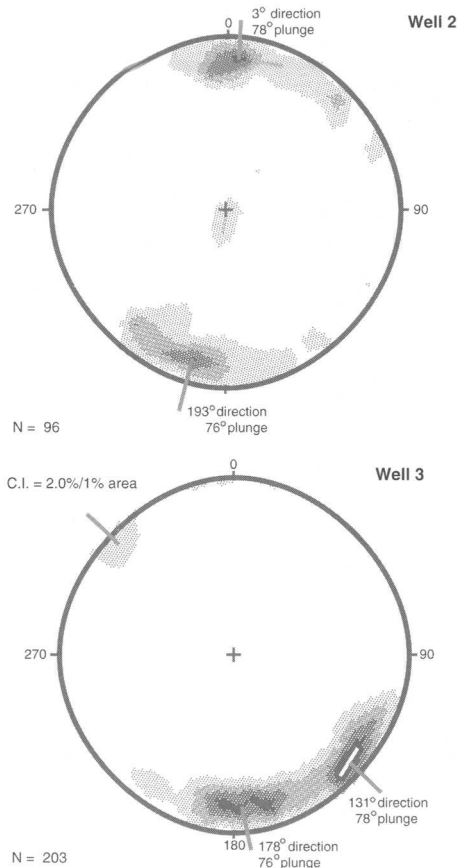 Well 2
0
3° direction
78° plunge
270
90
193° direction
76° plunge
N = 96
Well 3
C.I. = 2.0%/1% area
0
270
90
131° direction
78° plunge
180
178° direction
76° plunge
N = 203